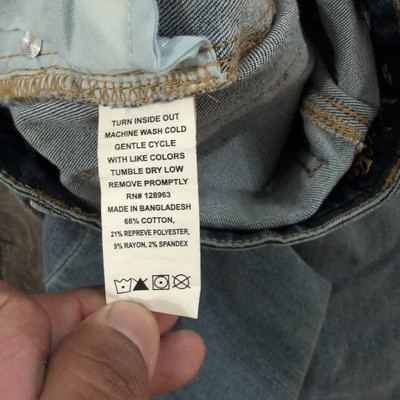 TURN INSIDE OUT
MACHINE WASH COLD
GENTLE CYCLE
WITH LIKE COLORS
TUMBLE DRY LOW
REMOVE PROMPTLY
RN# 128963
MADE IN BANGLADESH
68% COTTON,
21% REPREVE POLYESTER,
9% RAYON, 2% SPANDEX